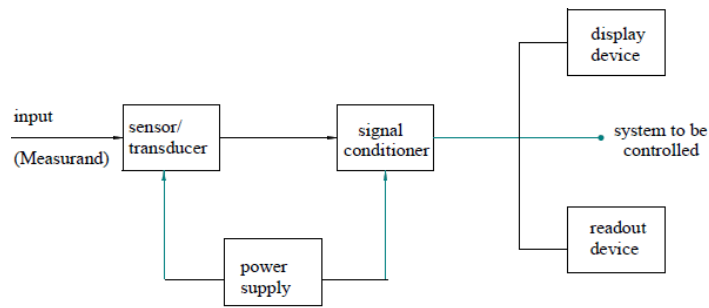 input
(Measurand)
sensor/
transducer
signal
conditioner
power
supply
display
device
system to be
controlled
readout
device